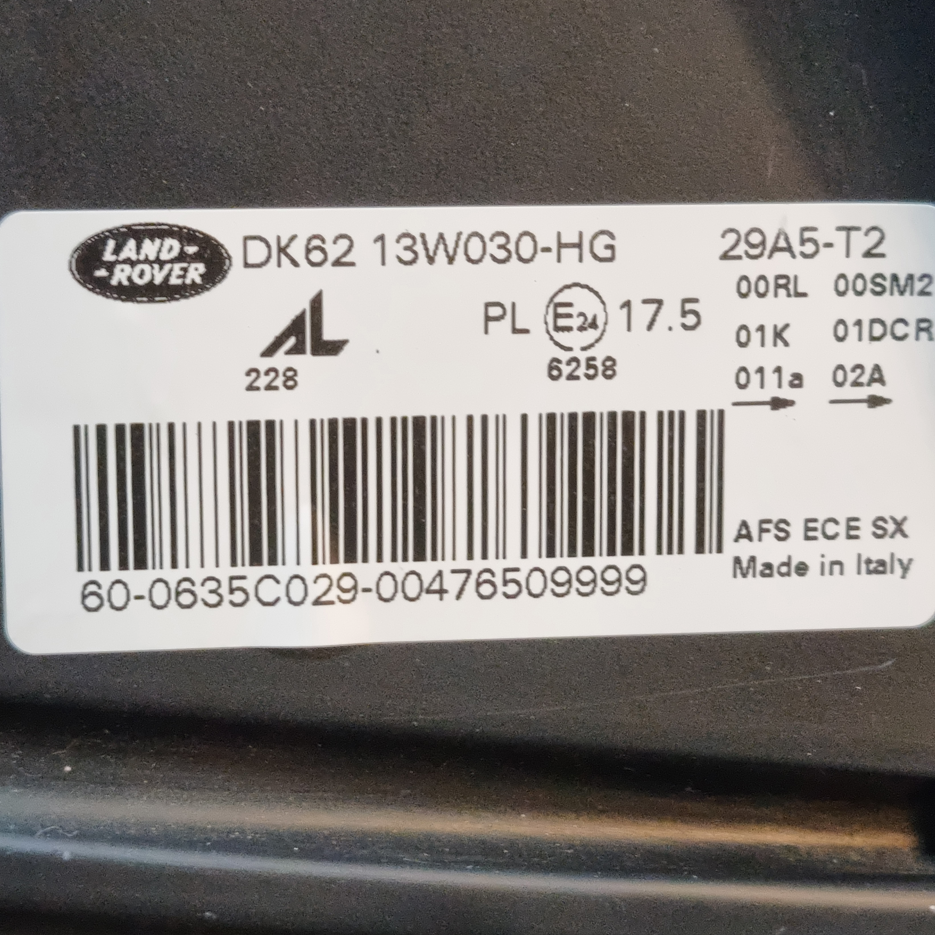 LAND-
-ROVER
DK62 13W030-HG
29A5-T2
00RL 00SM2
PL E24 17.5
01K 01DCR
AL
228
6258
011a 02A
60-0635C029-00476509999
AFS ECE SX
Made in Italy